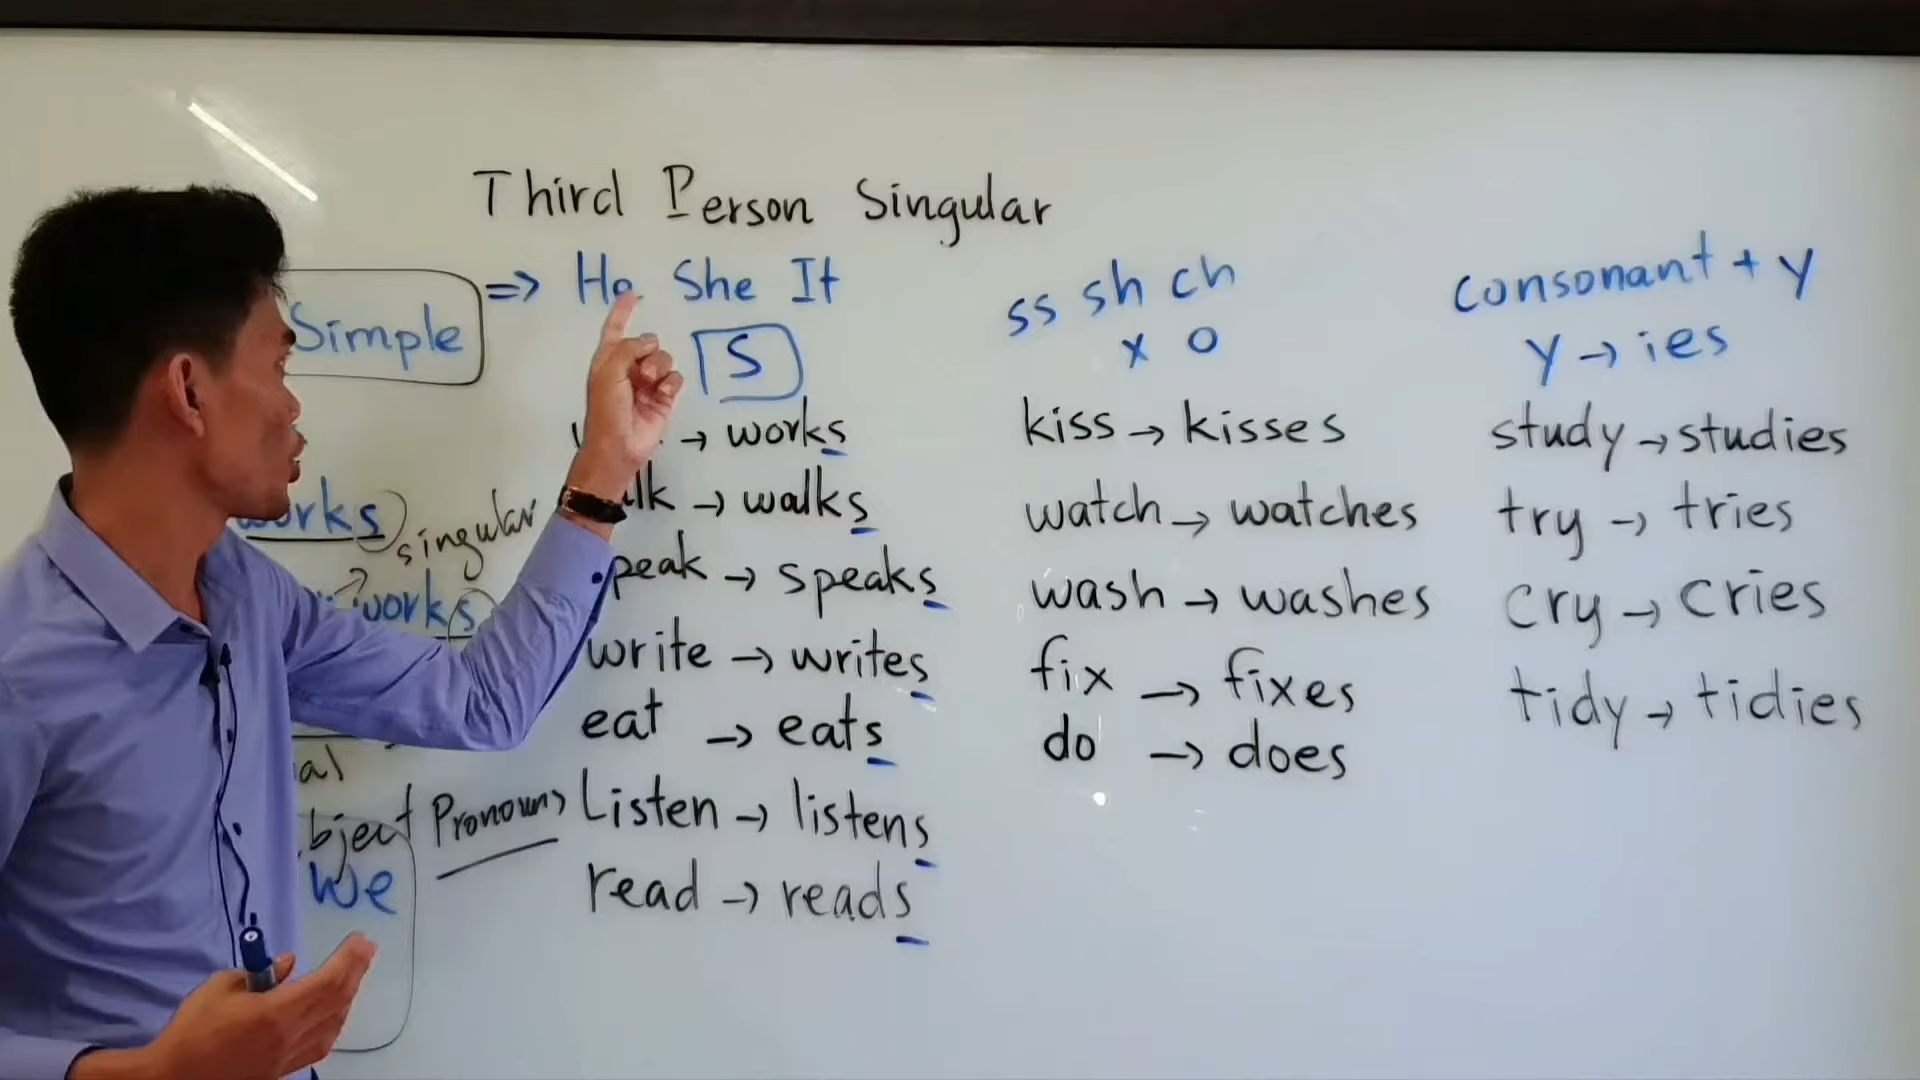 Third Person Singular
Simple => He She It
S
→ works
→ walks
peak → speaks
write → writes
eat → eats
Listen → listens
read → reads
ss sh ch
x o
kiss → kisses
watch → watches
wash → washes
fix → fixes
do → does
consonant + y
y → ies
study → studies
try → tries
cry → cries
tidy → tidies
works singular
works
bject Pronouns
We